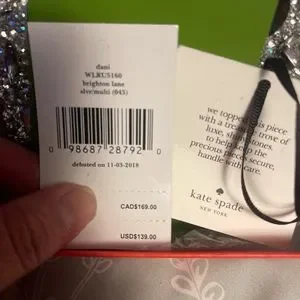 dani
WLRU5160
brighton lane
slvr/multi (045)
0 98687 28792 0
debuted on 11-03-2018
CAD$169.00
USD$139.00
we topped this piece
with a treasure trove of
luxe, shiny stones.
to help keep the
precious pieces secure,
handle with care.
kate spade
NEW YORK